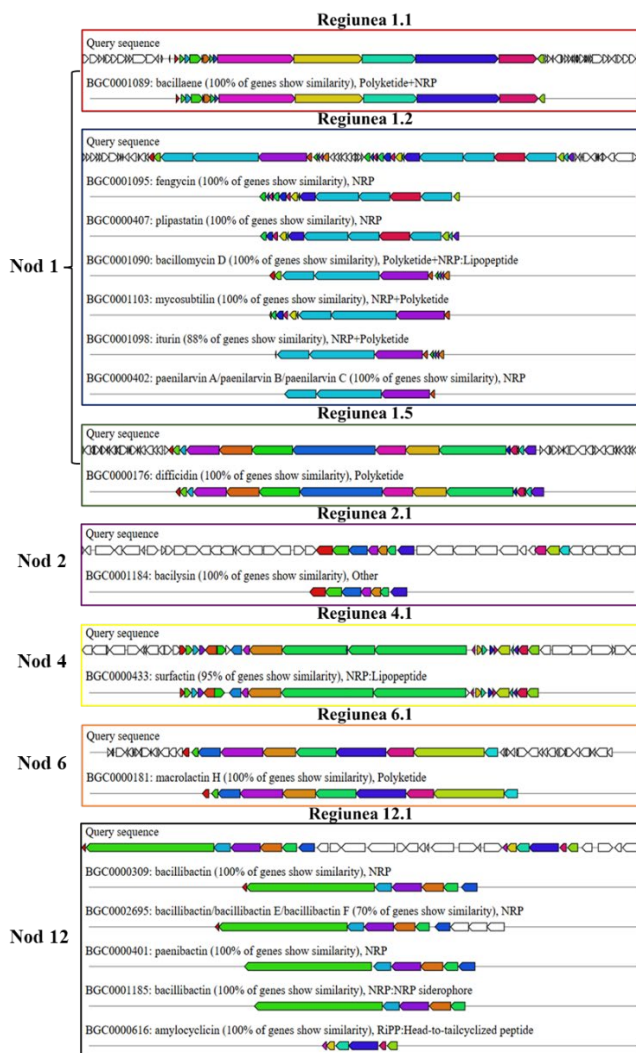 Regiunea 1.1
Query sequence
BGC0001089: bacillaene (100% of genes show similarity), Polyketide+NRP
Regiunea 1.2
Query sequence
BGC0001095: fengycin (100% of genes show similarity), NRP
BGC0000407: plipastatin (100% of genes show similarity), NRP
Nod 1
BGC0001090: bacillomycin D (100% of genes show similarity), Polyketide+NRP:Lipopeptide
BGC0001103: mycosubtilin (100% of genes show similarity), NRP+Polyketide
BGC0001098: iturin (88% of genes show similarity), NRP+Polyketide
BGC0000402: paenilarvin A/paenilarvin B/paenilarvin C (100% of genes show similarity), NRP
Regiunea 1.5
Query sequence
BGC0000176: difficidin (100% of genes show similarity), Polyketide
Regiunea 2.1
Query sequence
Nod 2
BGC0001184: bacilysin (100% of genes show similarity), Other
Regiunea 4.1
Query sequence
Nod 4
BGC0000433: surfactin (95% of genes show similarity), NRP:Lipopeptide
Regiunea 6.1
Query sequence
Nod 6
BGC0000181: macrolactin H (100% of genes show similarity), Polyketide
Regiunea 12.1
Query sequence
BGC0000309: bacillibactin (100% of genes show similarity), NRP
BGC0002695: bacillibactin/bacillibactin E/bacillibactin F (70% of genes show similarity), NRP
Nod 12
BGC0000401: paenibactin (100% of genes show similarity), NRP
BGC0001185: bacillibactin (100% of genes show similarity), NRP:NRP siderophore
BGC0000616: amylocyclicin (100% of genes show similarity), RiPP:Head-to-tailcyclized peptide